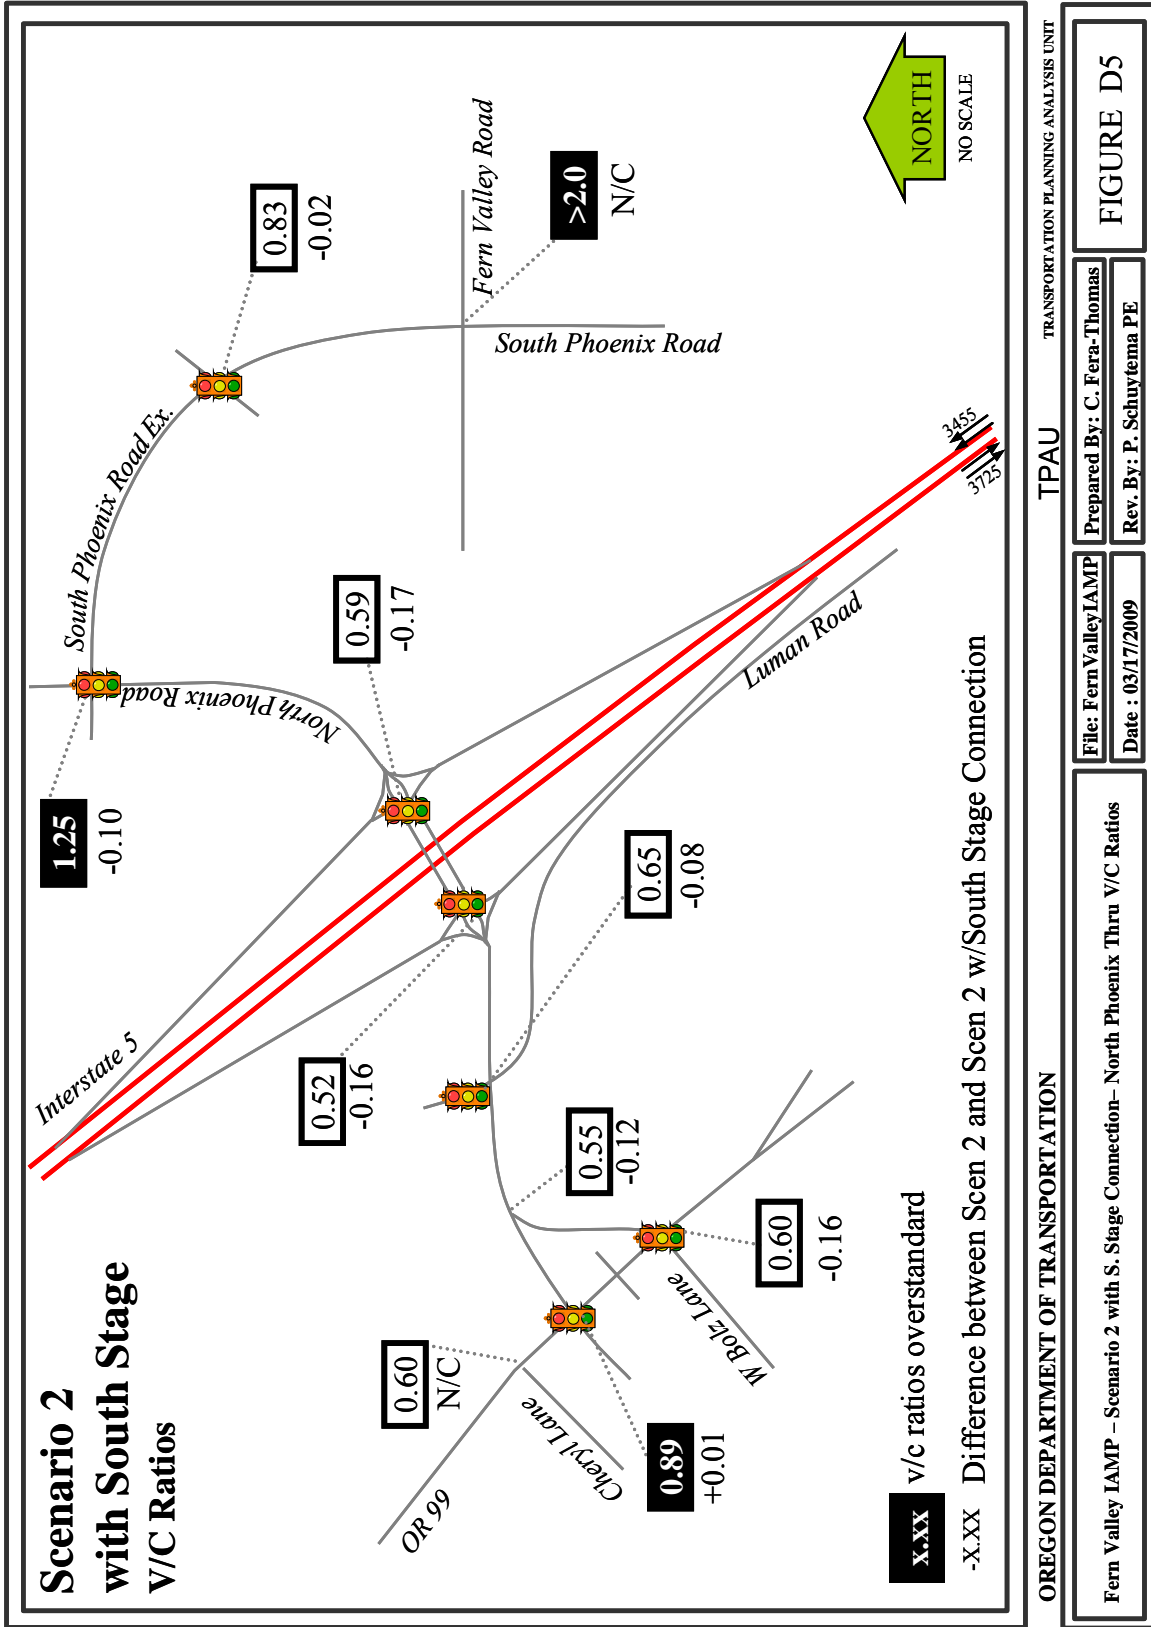 Scenario 2
with South Stage
V/C Ratios
Interstate 5
1.25
-0.10
South Phoenix Road Ex.
North Phoenix Road
0.83
-0.02
Fern Valley Road
>2.0
N/C
South Phoenix Road
0.59
-0.17
0.52
-0.16
0.65
-0.08
0.55
-0.12
0.60
-0.16
0.60
N/C
0.89
+0.01
OR 99
Cheryl Lane
W Bolz Lane
Luman Road
3455
3725
NORTH
NO SCALE
x.xx v/c ratios overstandard
-X.XX Difference between Scen 2 and Scen 2 w/South Stage Connection
OREGON DEPARTMENT OF TRANSPORTATION
TPAU
TRANSPORTATION PLANNING ANALYSIS UNIT
Fern Valley IAMP – Scenario 2 with S. Stage Connection– North Phoenix Thru V/C Ratios
File: FernValleyIAMP
Date : 03/17/2009
Prepared By: C. Fera-Thomas
Rev. By: P. Schuytema PE
FIGURE D5